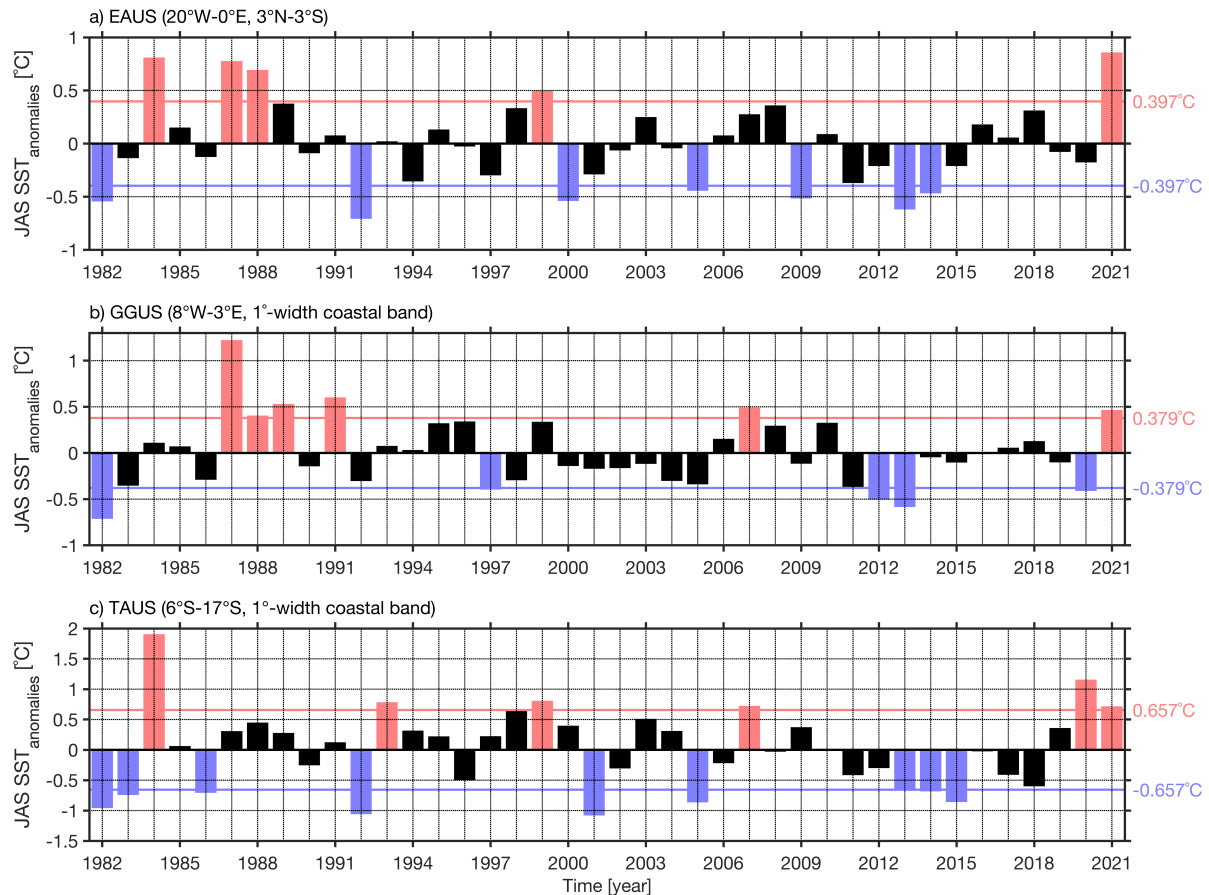 a) EAUS (20°W-0°E, 3°N-3°S)
JAS SSTanomalies [°C]
1
0.5
0
-0.5
-1
0.397°C
-0.397°C
1982 1985 1988 1991 1994 1997 2000 2003 2006 2009 2012 2015 2018 2021
b) GGUS (8°W-3°E, 1°-width coastal band)
JAS SSTanomalies [°C]
1
0.5
0
-0.5
-1
0.379°C
-0.379°C
1982 1985 1988 1991 1994 1997 2000 2003 2006 2009 2012 2015 2018 2021
c) TAUS (6°S-17°S, 1°-width coastal band)
JAS SSTanomalies [°C]
2
1.5
1
0.5
0
-0.5
-1
-1.5
0.657°C
-0.657°C
1982 1985 1988 1991 1994 1997 2000 2003 2006 2009 2012 2015 2018 2021
Time [year]